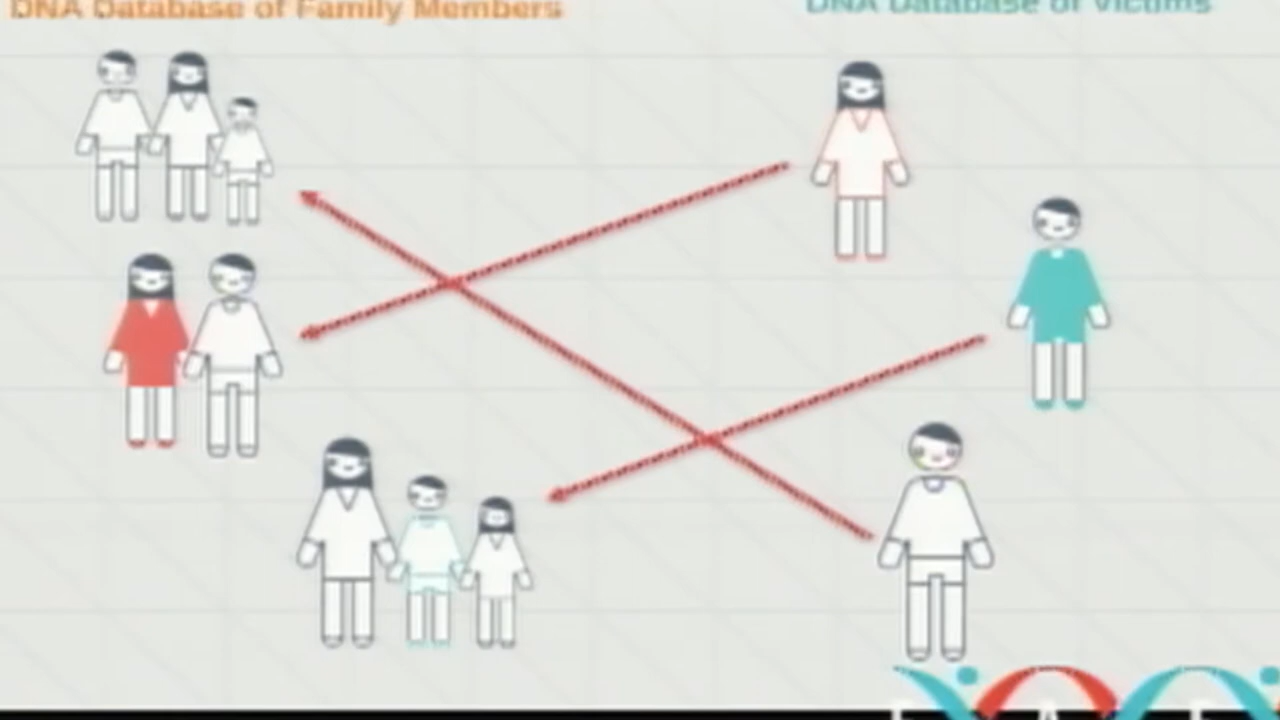 DNA Database of Family Members
DNA Database of Victims